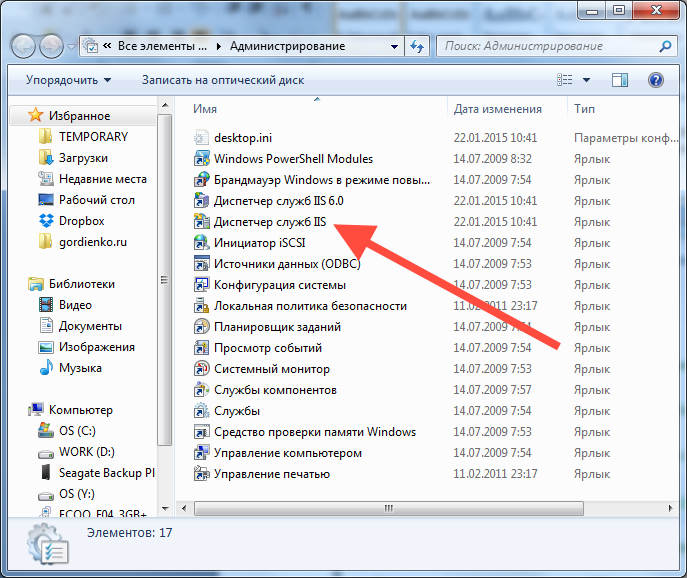 « Все элементы ... Администрирование
Поиск: Администрирование
Упорядочить Записать на оптический диск
Избранное
TEMPORARY
Загрузки
Недавние места
Рабочий стол
Dropbox
gordienko.ru
Библиотеки
Видео
Документы
Изображения
Музыка
Компьютер
OS (C:)
WORK (D:)
Seagate Backup Pl
OS (Y:)
Имя Дата изменения Тип
desktop.ini 22.01.2015 10:41 Параметры конф...
Windows PowerShell Modules 14.07.2009 8:32 Ярлык
Брандмауэр Windows в режиме повы... 14.07.2009 7:54 Ярлык
Диспетчер служб IIS 6.0 22.01.2015 10:41 Ярлык
Диспетчер служб IIS 22.01.2015 10:41 Ярлык
Инициатор iSCSI 14.07.2009 7:54 Ярлык
Источники данных (ODBC) 14.07.2009 7:53 Ярлык
Конфигурация системы 14.07.2009 7:53 Ярлык
Локальная политика безопасности 11.02.2011 23:17 Ярлык
Планировщик заданий 14.07.2009 7:54 Ярлык
Просмотр событий 14.07.2009 7:54 Ярлык
Системный монитор 14.07.2009 7:53 Ярлык
Службы компонентов 14.07.2009 7:57 Ярлык
Службы 14.07.2009 7:54 Ярлык
Средство проверки памяти Windows 14.07.2009 7:53 Ярлык
Управление компьютером 14.07.2009 7:54 Ярлык
Управление печатью 11.02.2011 23:17 Ярлык
Элементов: 17